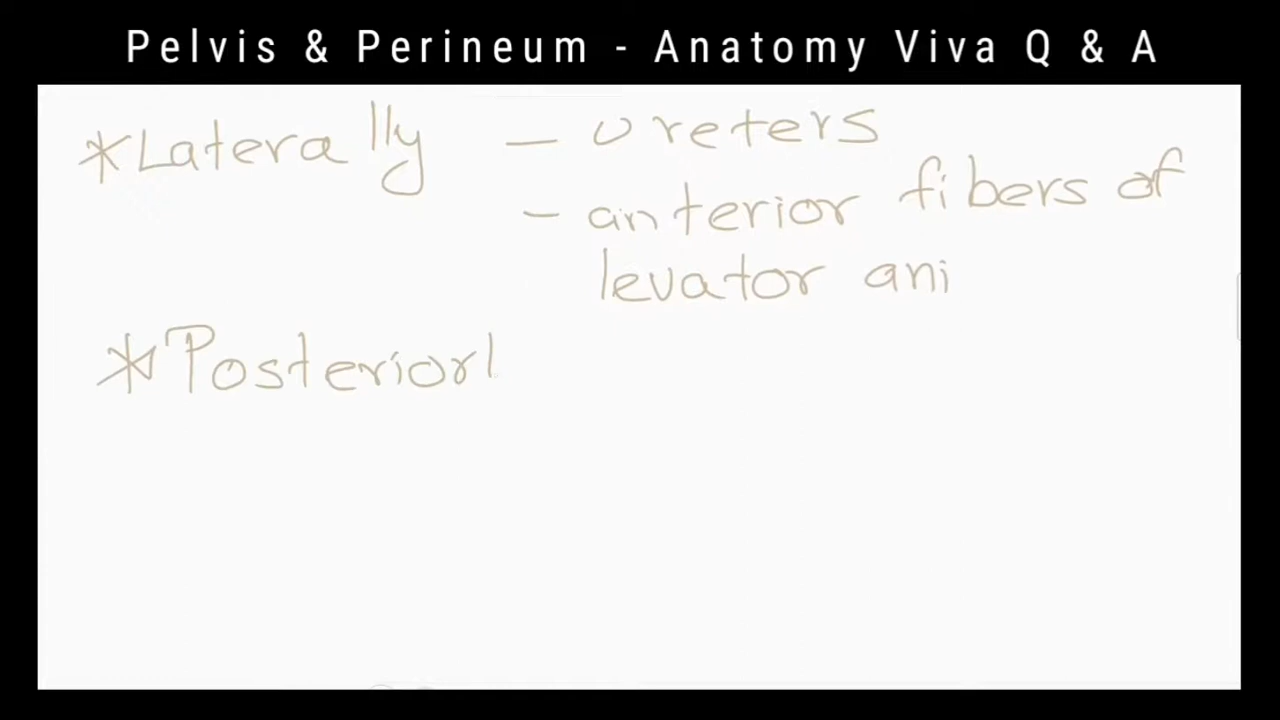 Pelvis & Perineum - Anatomy Viva Q & A
*Laterally - ureters
- anterior fibers of
levator ani
*Posteriorl